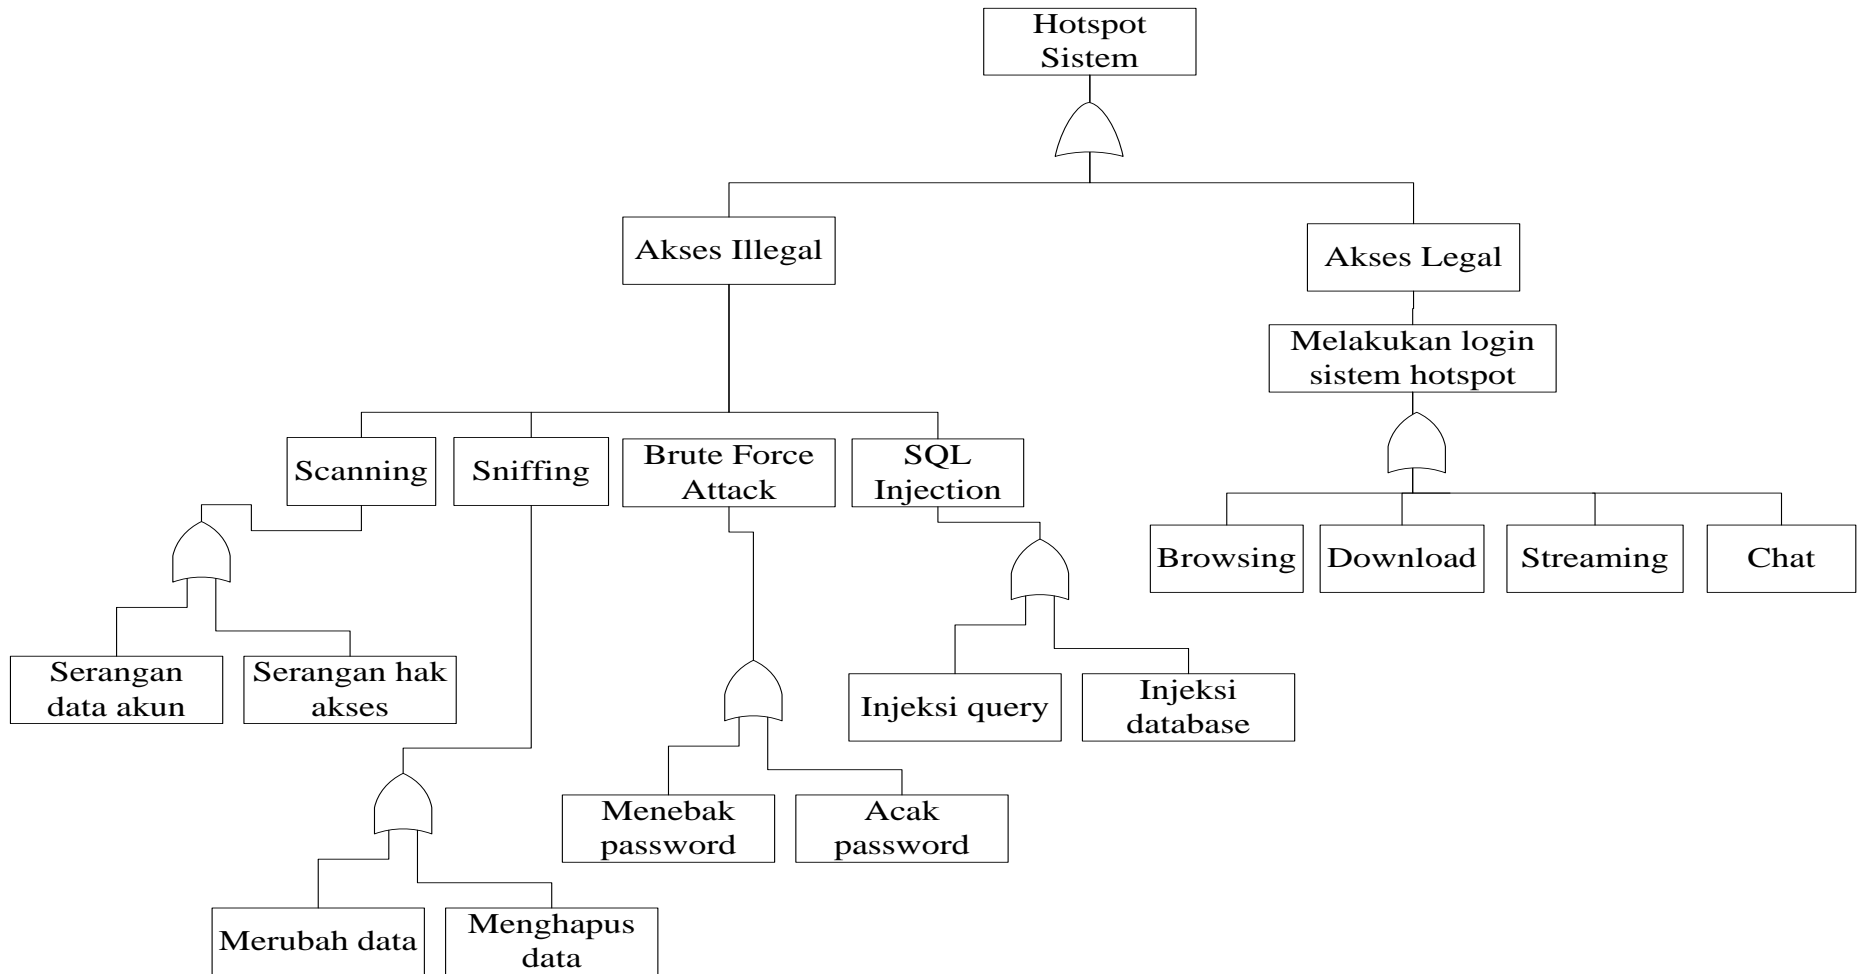 Hotspot
Sistem
Akses Illegal
Akses Legal
Melakukan login
sistem hotspot
Scanning
Sniffing
Brute Force
Attack
SQL
Injection
Browsing
Download
Streaming
Chat
Serangan
data akun
Serangan hak
akses
Injeksi query
Injeksi
database
Menebak
password
Acak
password
Merubah data
Menghapus
data